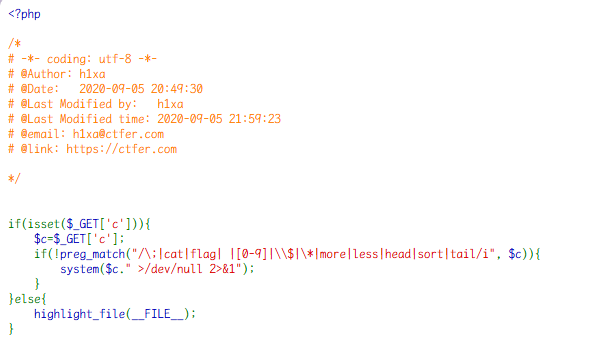 <?php
/*
# -*- coding: utf-8 -*-
# @Author: h1xa
# @Date:   2020-09-05 20:49:30
# @Last Modified by:   h1xa
# @Last Modified time: 2020-09-05 21:59:23
# @email: h1xa@ctfer.com
# @link: https://ctfer.com
*/
if(isset($_GET['c'])){
    $c=$_GET['c'];
    if(!preg_match("/\;|cat|flag| |[0-9]|\\$|\*|more|less|head|sort|tail/i", $c)){
        system($c." >/dev/null 2>&1");
    }
}else{
    highlight_file(__FILE__);
}